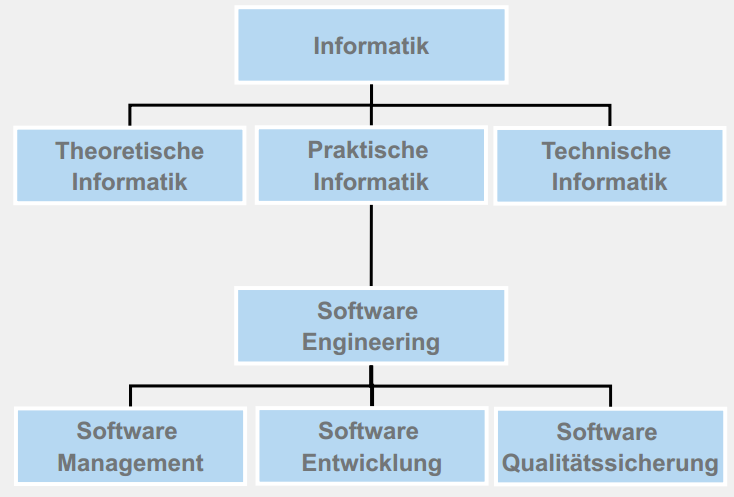 Informatik
Theoretische
Informatik
Praktische
Informatik
Technische
Informatik
Software
Engineering
Software
Management
Software
Entwicklung
Software
Qualitätssicherung